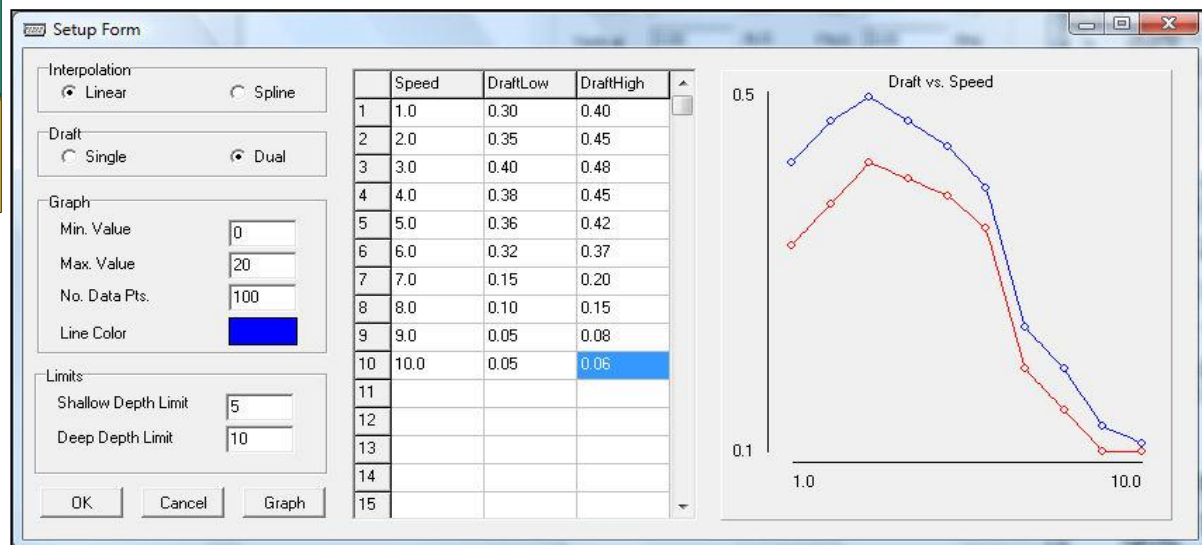 Setup Form
Interpolation
Linear
Spline
Draft
Single
Dual
Graph
Min. Value
0
Max. Value
20
No. Data Pts.
100
Line Color
Limits
Shallow Depth Limit
5
Deep Depth Limit
10
OK
Cancel
Graph
Speed DraftLow DraftHigh
1 1.0 0.30 0.40
2 2.0 0.35 0.45
3 3.0 0.40 0.48
4 4.0 0.38 0.45
5 5.0 0.36 0.42
6 6.0 0.32 0.37
7 7.0 0.15 0.20
8 8.0 0.10 0.15
9 9.0 0.05 0.08
10 10.0 0.05 0.06
11
12
13
14
15
Draft vs. Speed
0.5
0.1
1.0
10.0